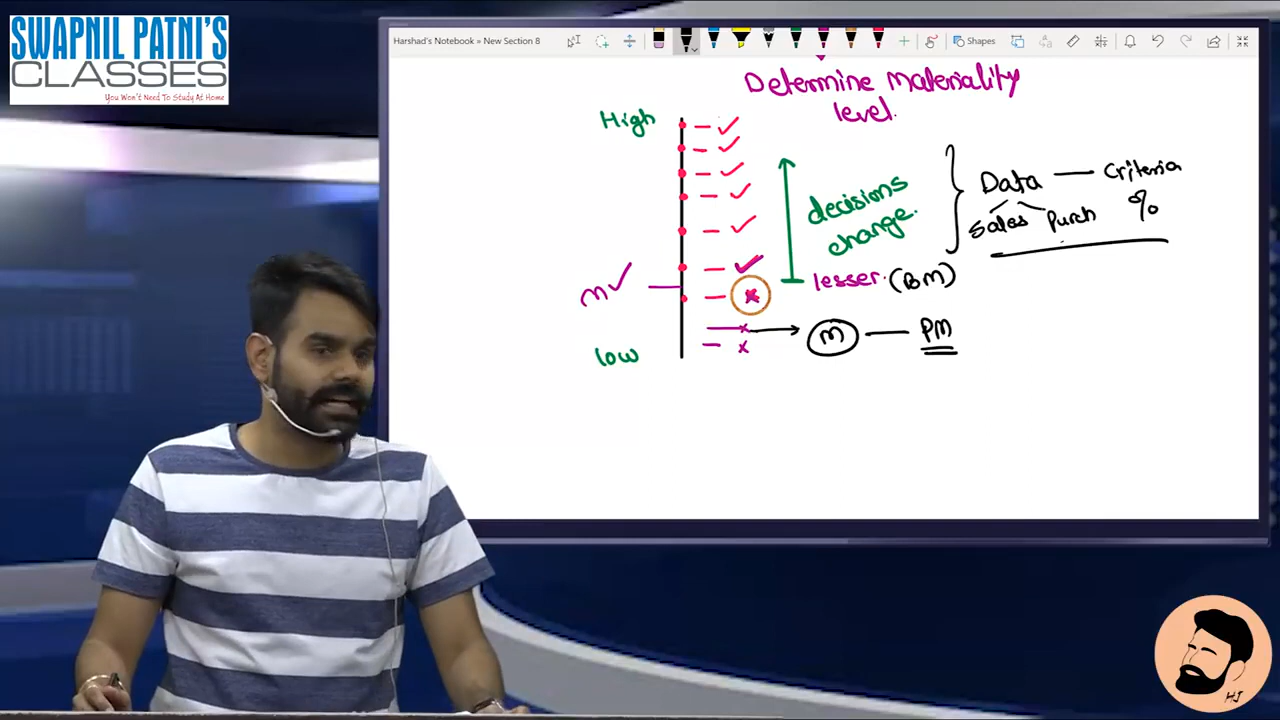 SWAPNIL PATNI'S
CLASSES
You Won't Need To Study At Home
Harshad's Notebook » New Section 8
Shapes
Determine materiality
level.
High
decisions
change.
Data — Criteria
Sales Purch %
m✓
lesser. (BM)
m — PM
low
HJ